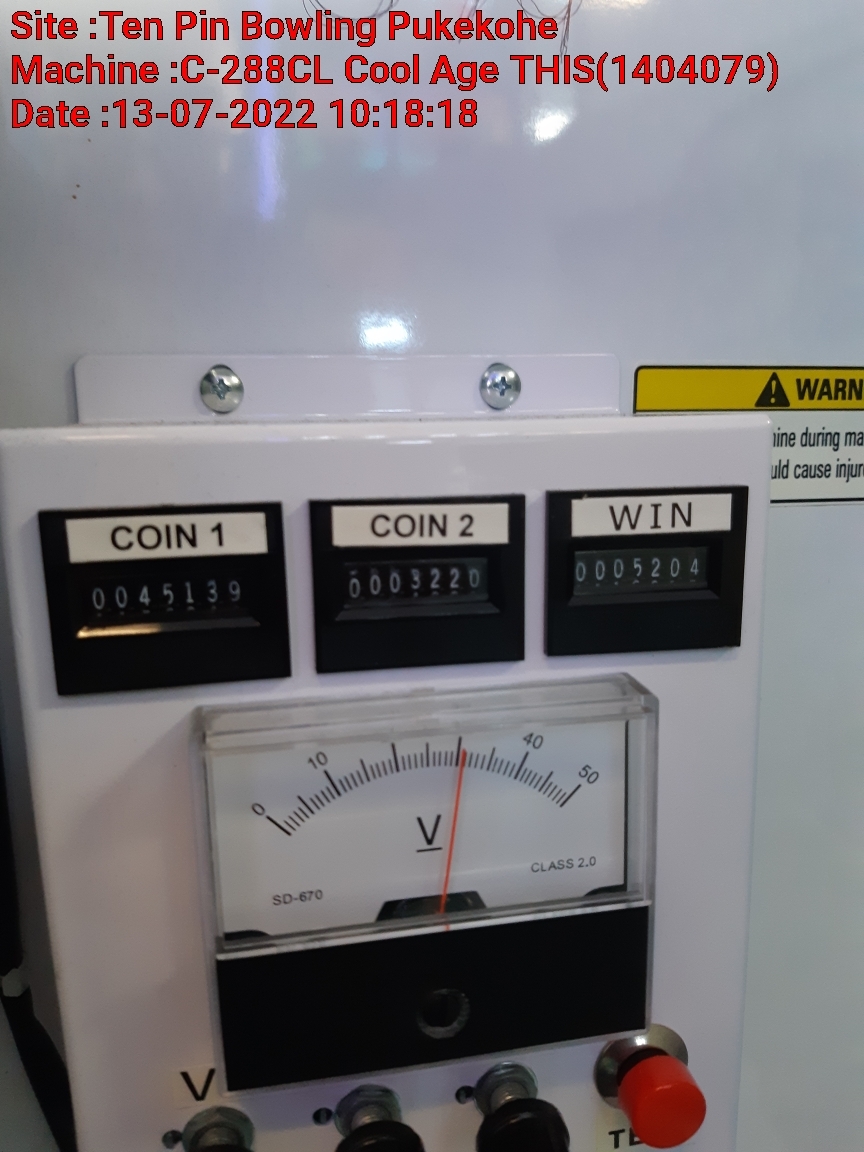 Site :Ten Pin Bowling Pukekohe
Machine :C-288CL Cool Age THIS(1404079)
Date :13-07-2022 10:18:18
COIN 1
COIN 2
WIN
0045139
0003220
0005204
0
10
40
50
V
SD-670
CLASS 2.0
V